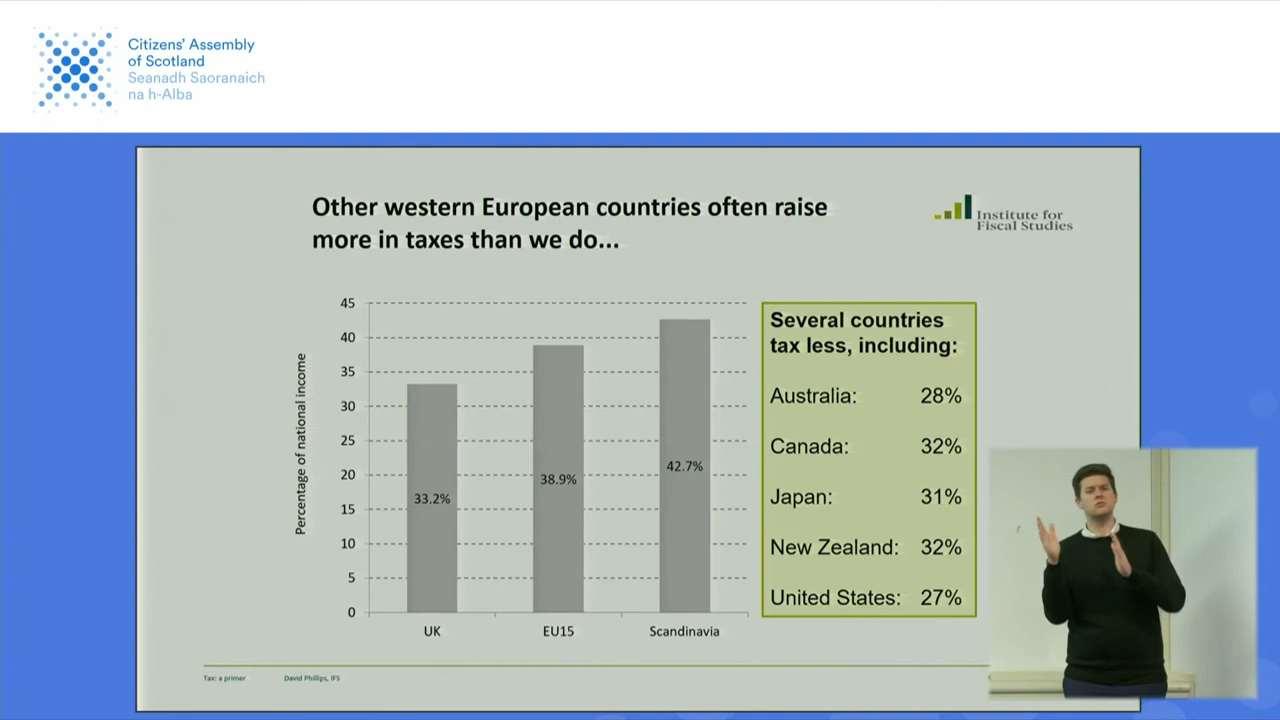 Citizens' Assembly
of Scotland
Seanadh Saoranaich
na h-Alba
Other western European countries often raise
more in taxes than we do...
Institute for
Fiscal Studies
Percentage of national income
45
40
35
30
25
20
15
10
5
0
33.2%
38.9%
42.7%
UK
EU15
Scandinavia
Several countries
tax less, including:
Australia: 28%
Canada: 32%
Japan: 31%
New Zealand: 32%
United States: 27%
Tax: a primer
David Phillips, IFS